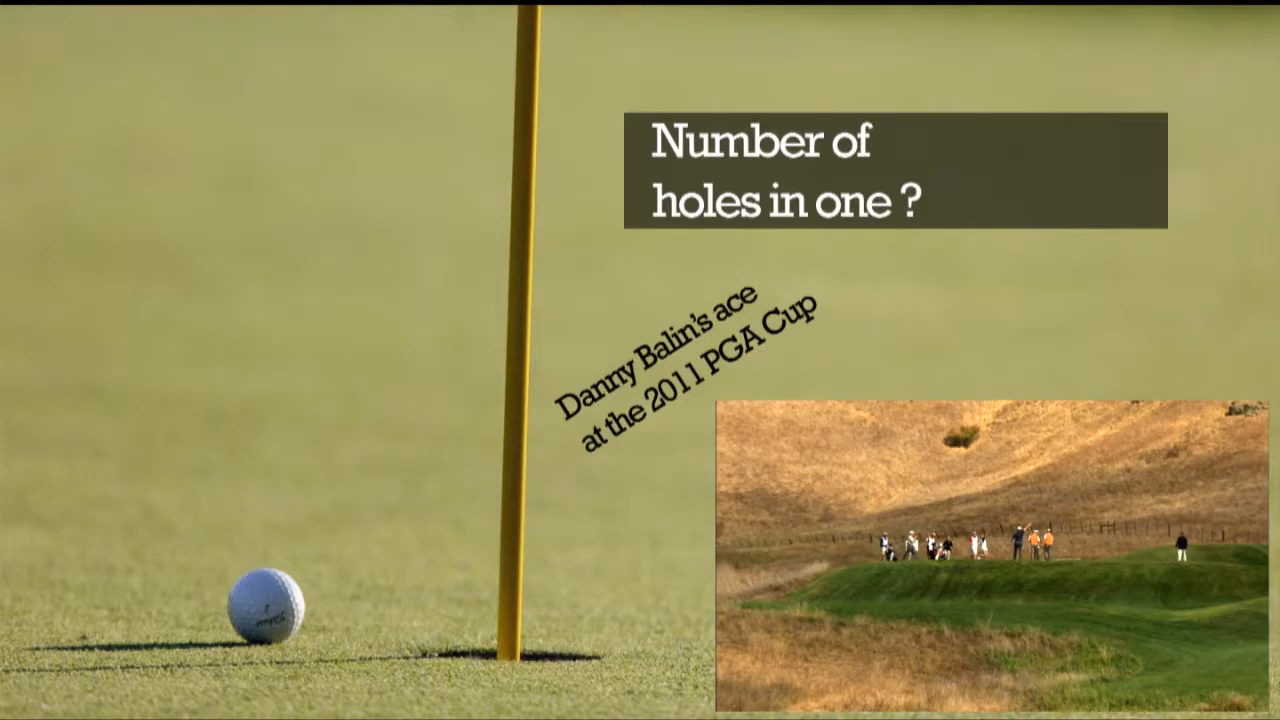 Number of
holes in one ?
Danny Balin's ace
at the 2011 PGA Cup